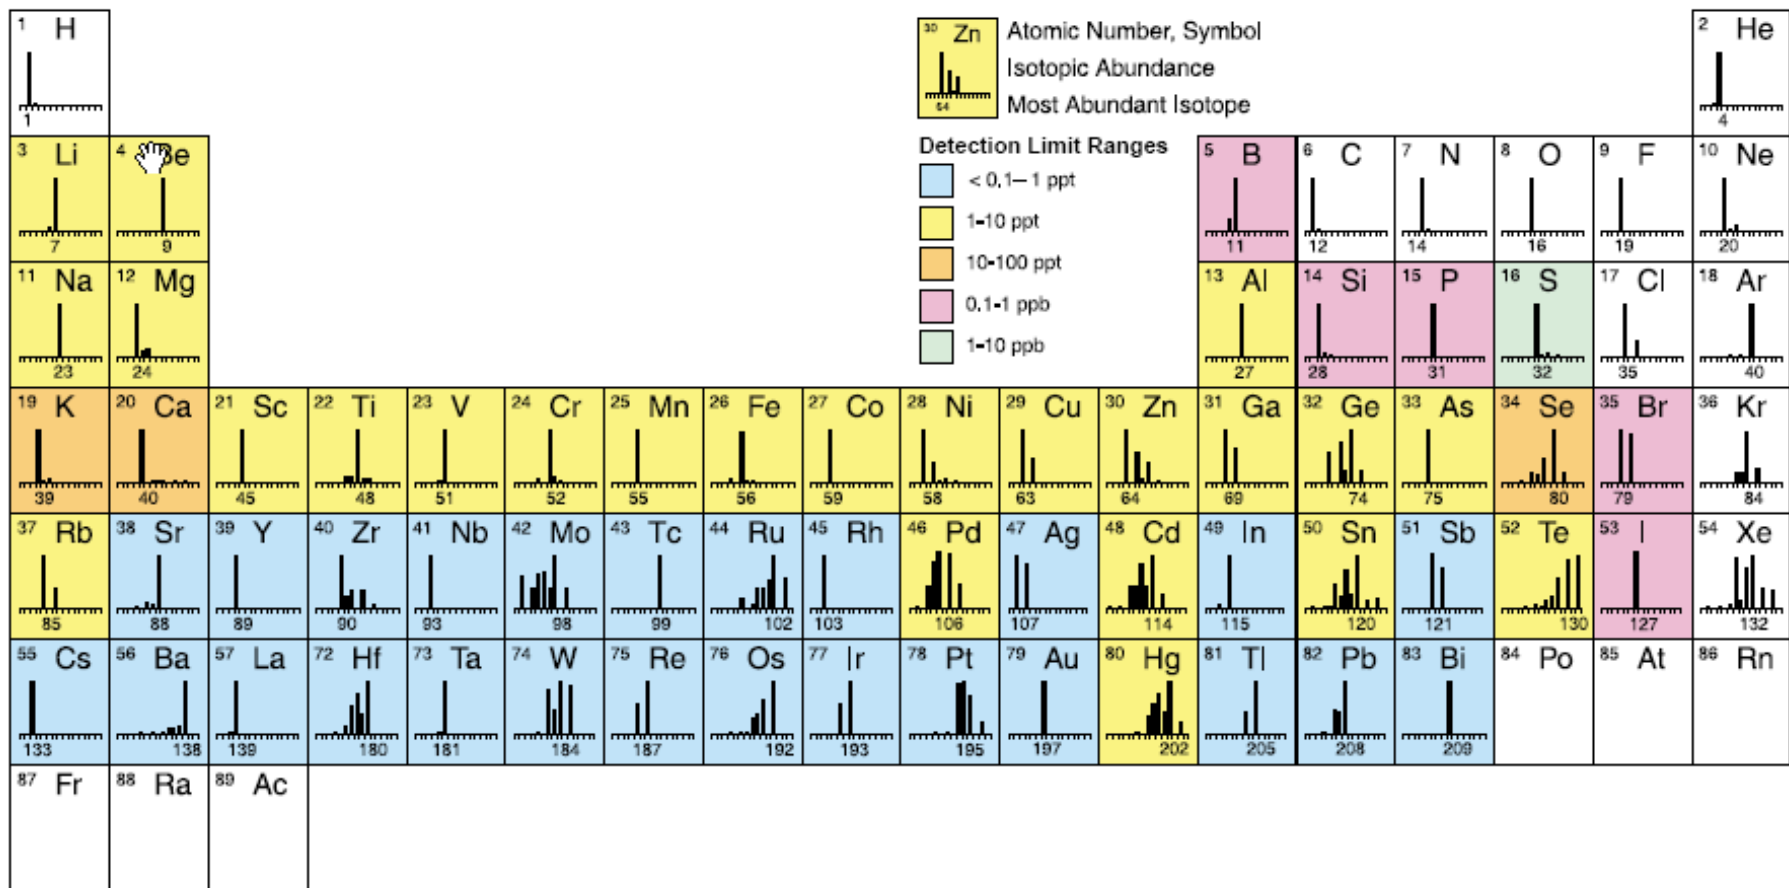 1 H
1
30 Zn
64
Atomic Number, Symbol
Isotopic Abundance
Most Abundant Isotope
2 He
4
Detection Limit Ranges
< 0.1– 1 ppt
1-10 ppt
10-100 ppt
0.1-1 ppb
1-10 ppb
3 Li
7
4 Be
9
5 B
11
6 C
12
7 N
14
8 O
16
9 F
19
10 Ne
20
11 Na
23
12 Mg
24
13 Al
27
14 Si
28
15 P
31
16 S
32
17 Cl
35
18 Ar
40
19 K
39
20 Ca
40
21 Sc
45
22 Ti
48
23 V
51
24 Cr
52
25 Mn
55
26 Fe
56
27 Co
59
28 Ni
58
29 Cu
63
30 Zn
64
31 Ga
69
32 Ge
74
33 As
75
34 Se
80
35 Br
79
36 Kr
84
37 Rb
85
38 Sr
88
39 Y
89
40 Zr
90
41 Nb
93
42 Mo
98
43 Tc
99
44 Ru
102
45 Rh
103
46 Pd
106
47 Ag
107
48 Cd
114
49 In
115
50 Sn
120
51 Sb
121
52 Te
130
53 I
127
54 Xe
132
55 Cs
133
56 Ba
138
57 La
139
72 Hf
180
73 Ta
181
74 W
184
75 Re
187
76 Os
192
77 Ir
193
78 Pt
195
79 Au
197
80 Hg
202
81 Tl
205
82 Pb
208
83 Bi
209
84 Po
85 At
86 Rn
87 Fr
88 Ra
89 Ac